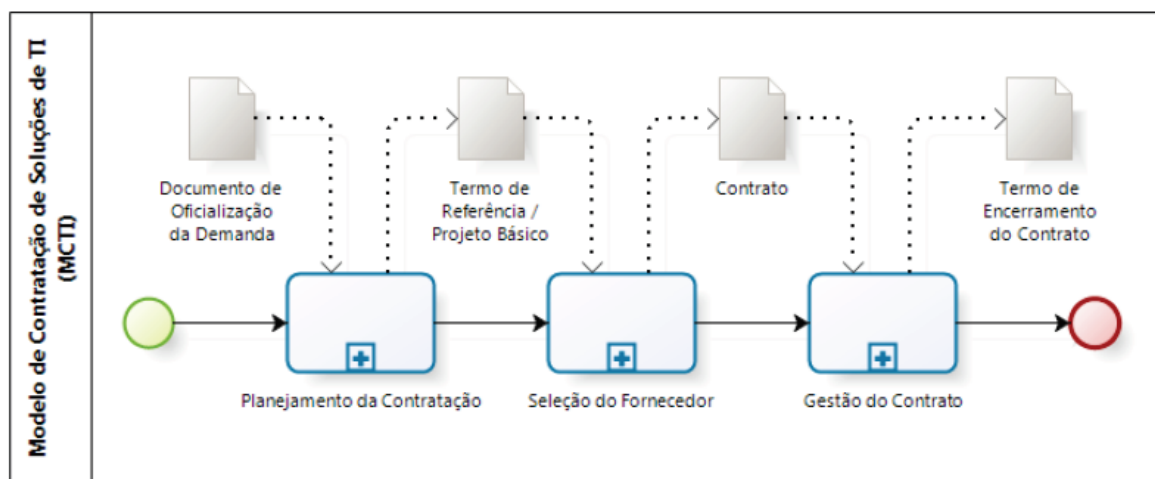 Modelo de Contratação de Soluções de TI
(MCTI)
Documento de
Oficialização
da Demanda
Termo de
Referência /
Projeto Básico
Contrato
Termo de
Encerramento
do Contrato
Planejamento da Contratação
Seleção do Fornecedor
Gestão do Contrato